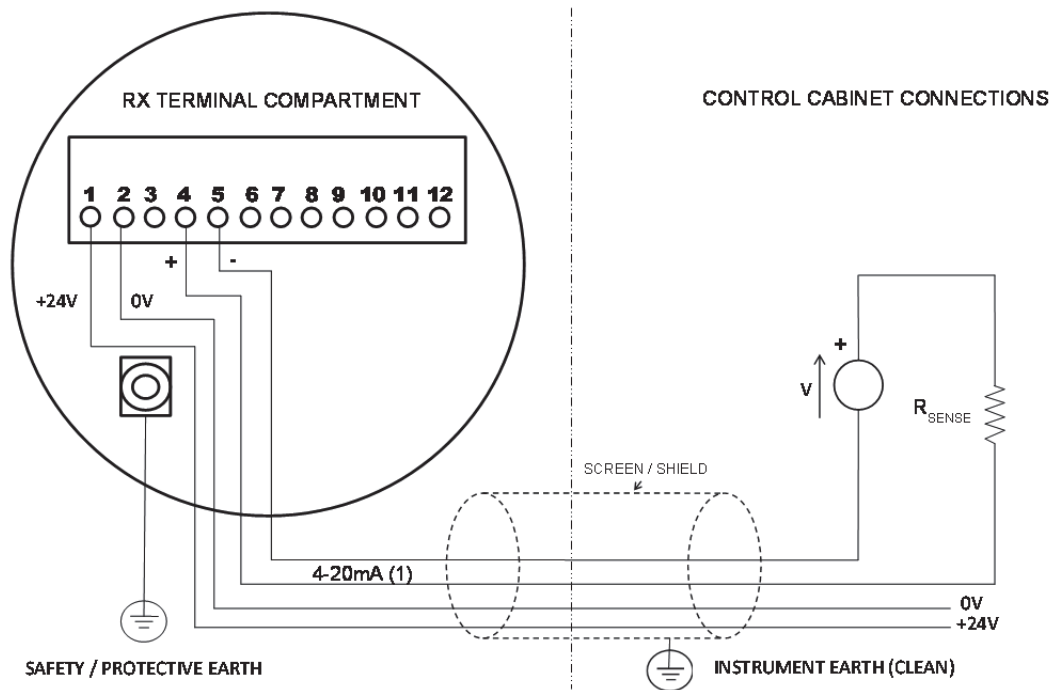 RX TERMINAL COMPARTMENT
CONTROL CABINET CONNECTIONS
1 2 3 4 5 6 7 8 9 10 11 12
+ -
+24V 0V
+
V
R SENSE
SCREEN / SHIELD
4-20mA (1)
0V
+24V
SAFETY / PROTECTIVE EARTH
INSTRUMENT EARTH (CLEAN)